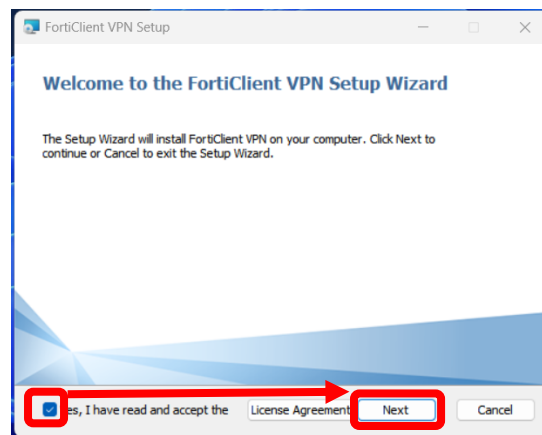 FortiClient VPN Setup
Welcome to the FortiClient VPN Setup Wizard
The Setup Wizard will install FortiClient VPN on your computer. Click Next to
continue or Cancel to exit the Setup Wizard.
es, I have read and accept the License Agreement Next Cancel